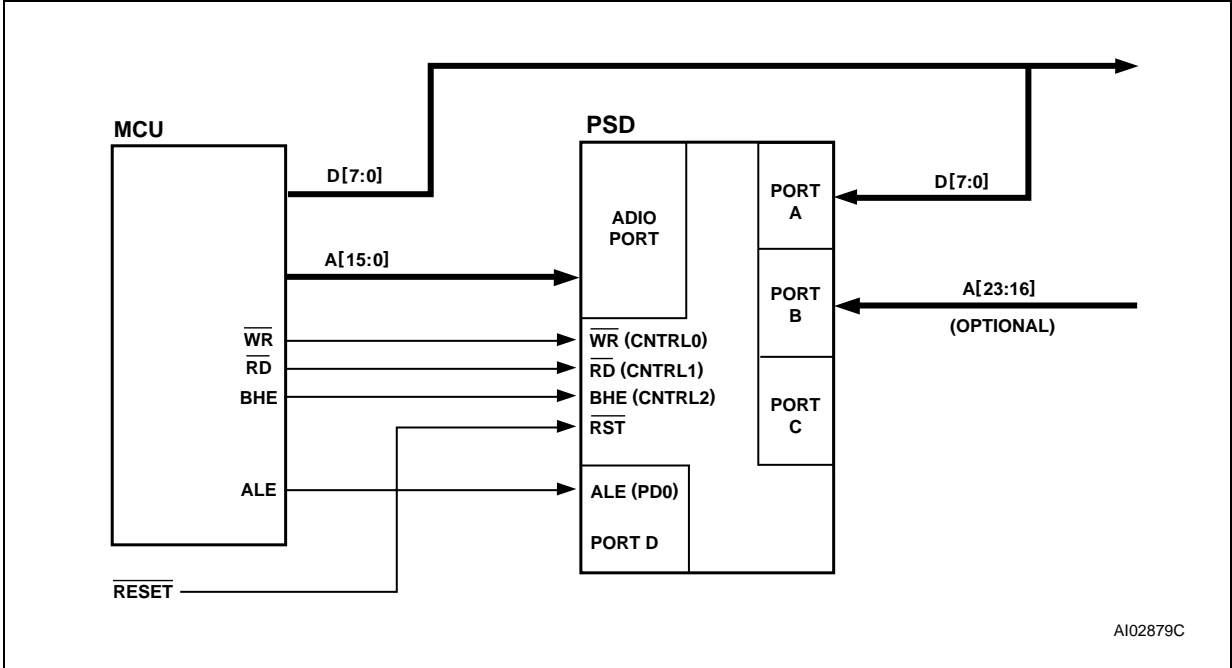 MCU
PSD
D[7:0]
D[7:0]
PORT
A
ADIO
PORT
A[15:0]
A[23:16]
PORT
B
(OPTIONAL)
WR
WR (CNTRL0)
RD
RD (CNTRL1)
BHE
BHE (CNTRL2)
PORT
C
RST
ALE
ALE (PD0)
PORT D
RESET
AI02879C